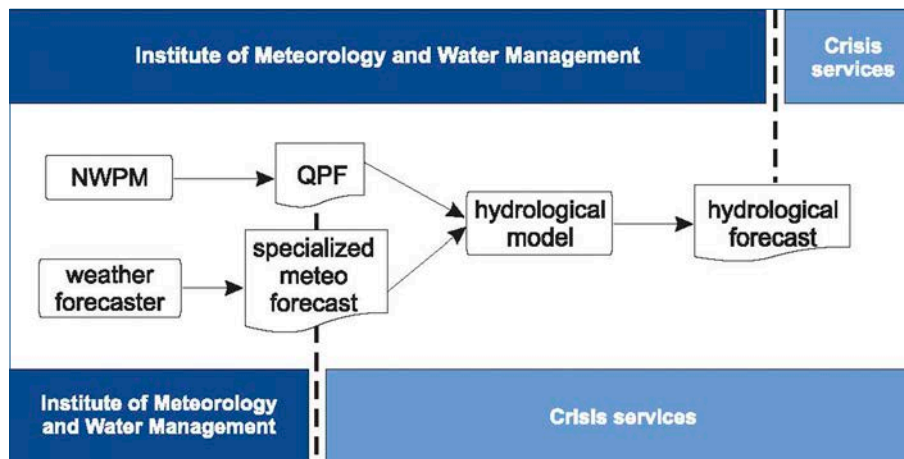 Institute of Meteorology and Water Management
Crisis
services
NWPM
QPF
hydrological
model
hydrological
forecast
weather
forecaster
specialized
meteo
forecast
Institute of Meteorology
and Water Management
Crisis services